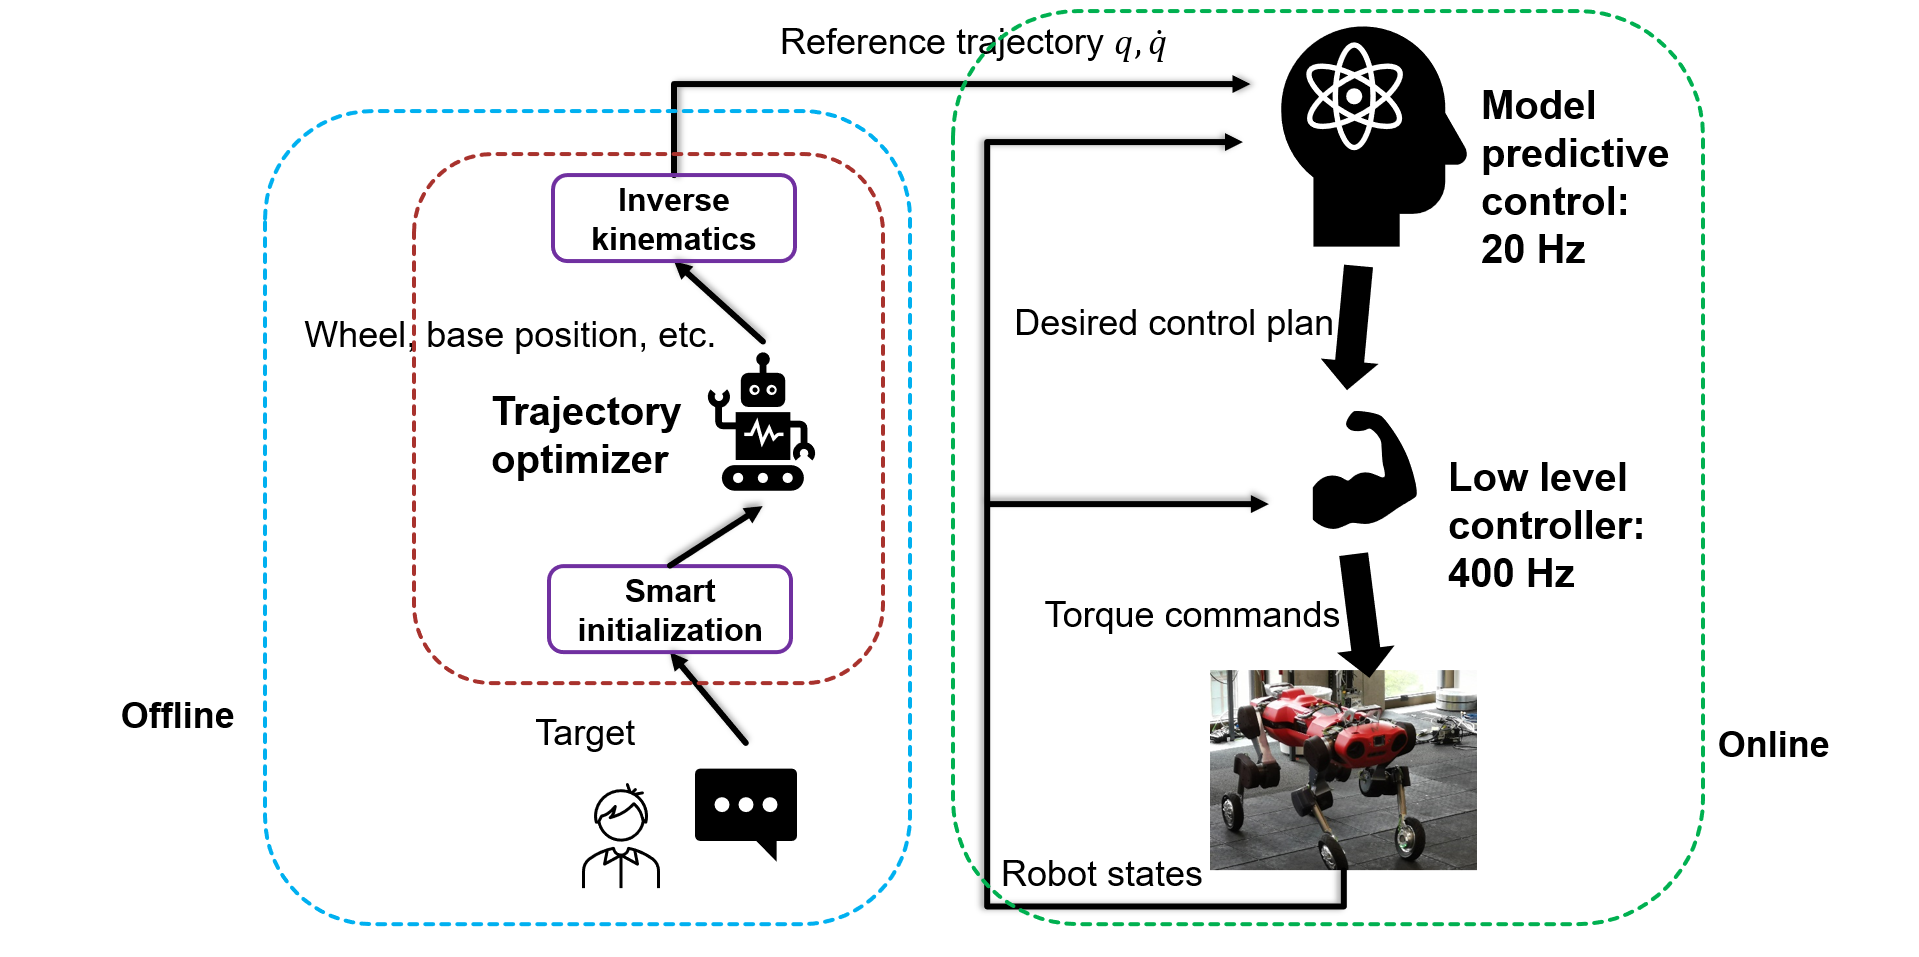 Reference trajectory q, q̇
Model
predictive
control:
20 Hz
Inverse
kinematics
Wheel, base position, etc.
Desired control plan
Trajectory
optimizer
Low level
controller:
400 Hz
Smart
initialization
Torque commands
Offline
Target
Online
Robot states